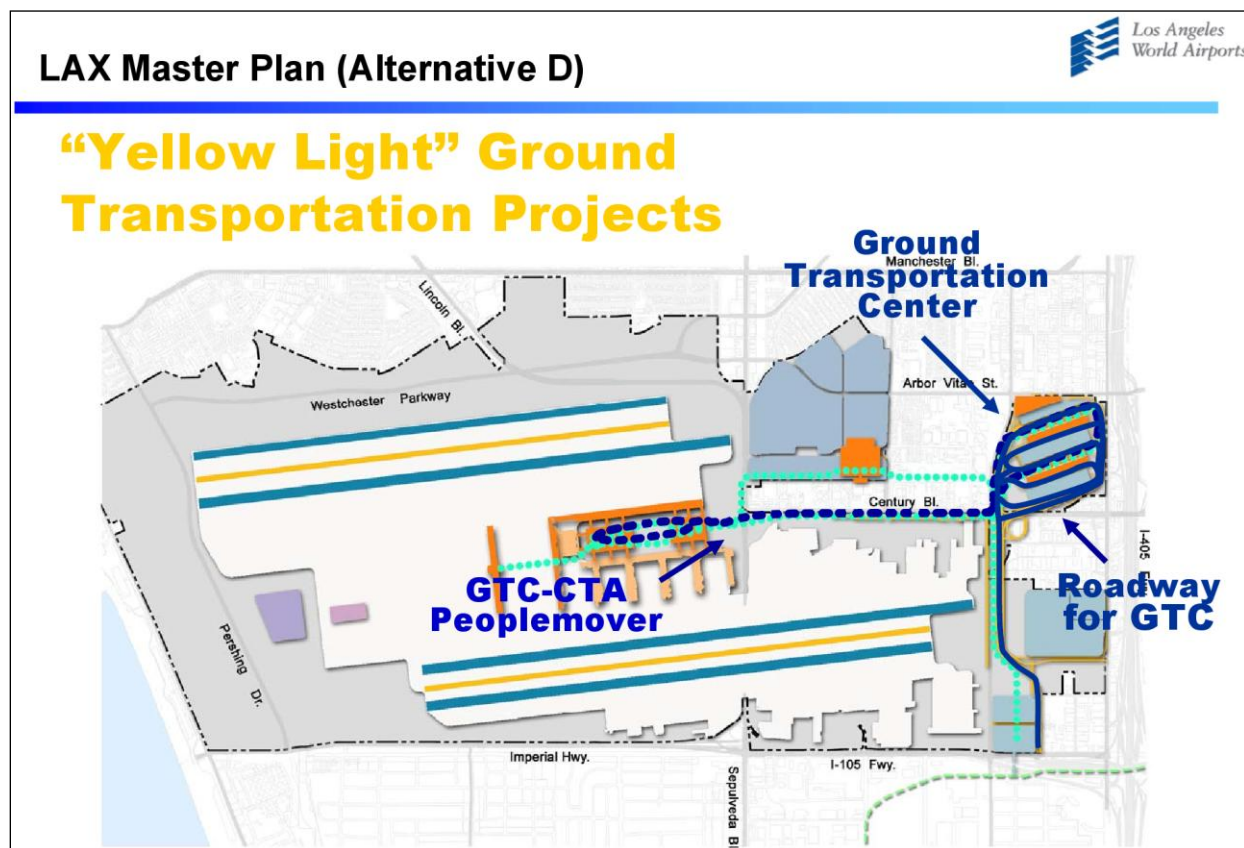 Los Angeles
World Airports
LAX Master Plan (Alternative D)
“Yellow Light” Ground
Transportation Projects
Ground
Manchester Bl.
Transportation
Center
Lincoln Bl.
Arbor Vitae St.
Westchester Parkway
Century Bl.
I-405 Fwy.
GTC-CTA
Peoplemover
Roadway
for GTC
Pershing Dr.
Imperial Hwy.
I-105 Fwy.
Sepulveda Bl